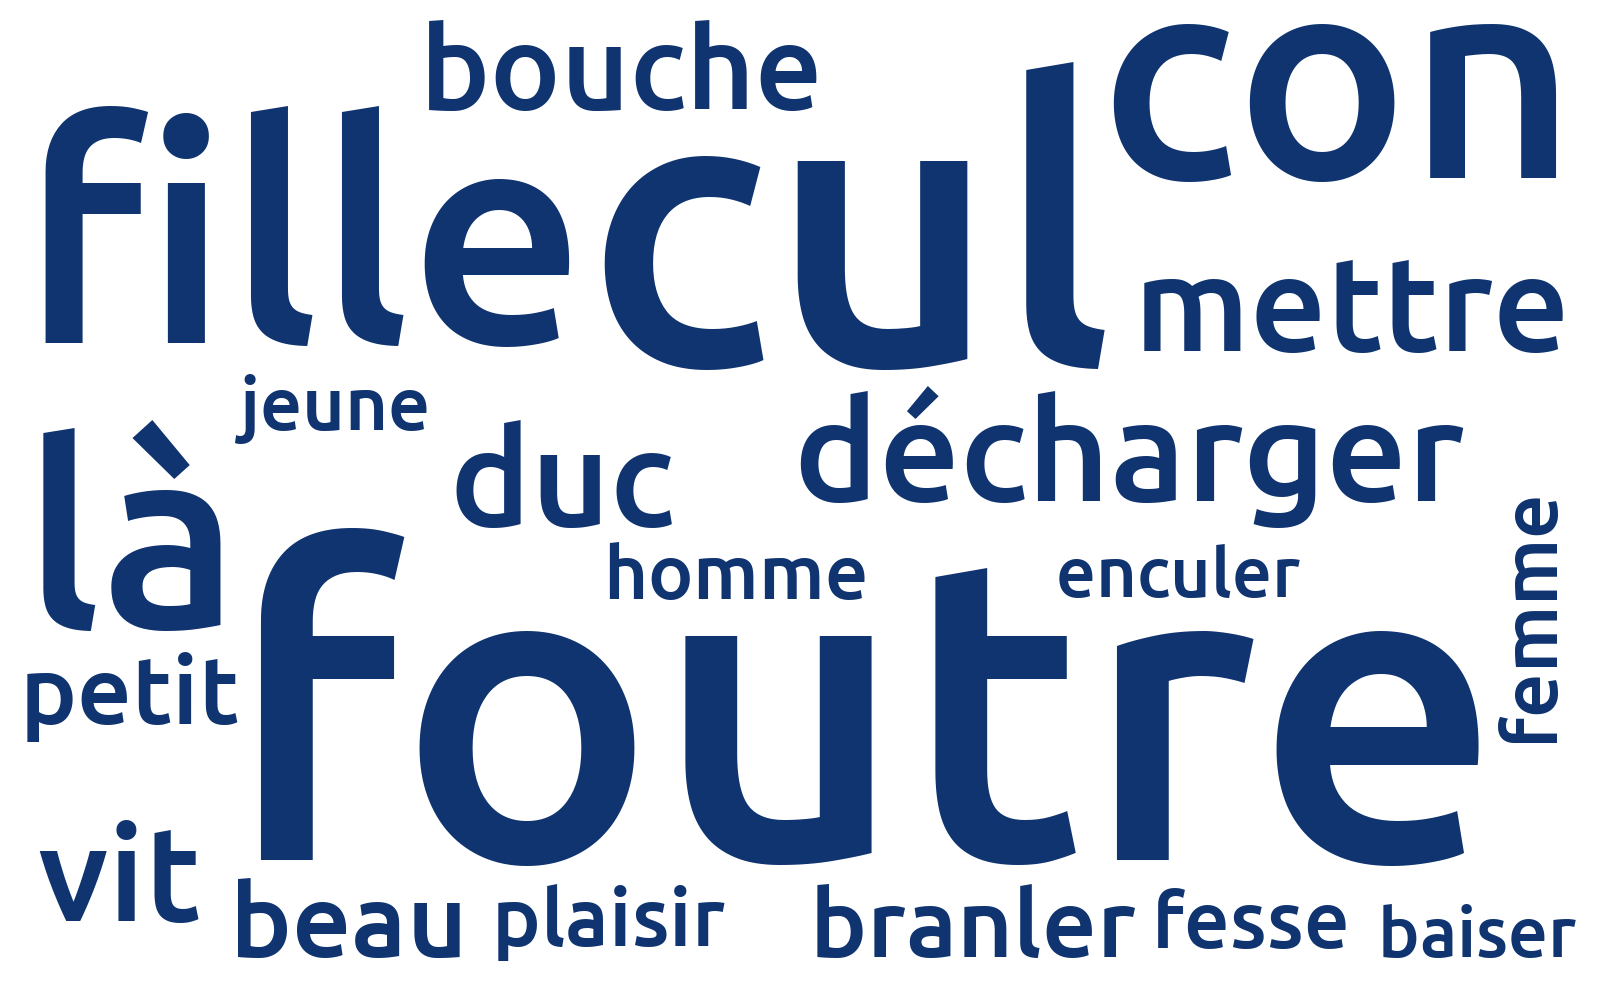 bouche
con
fille
cul
mettre
jeune
duc
décharger
là
homme
enculer
femme
petit
foutre
vit
beau
plaisir
branler
fesse
baiser